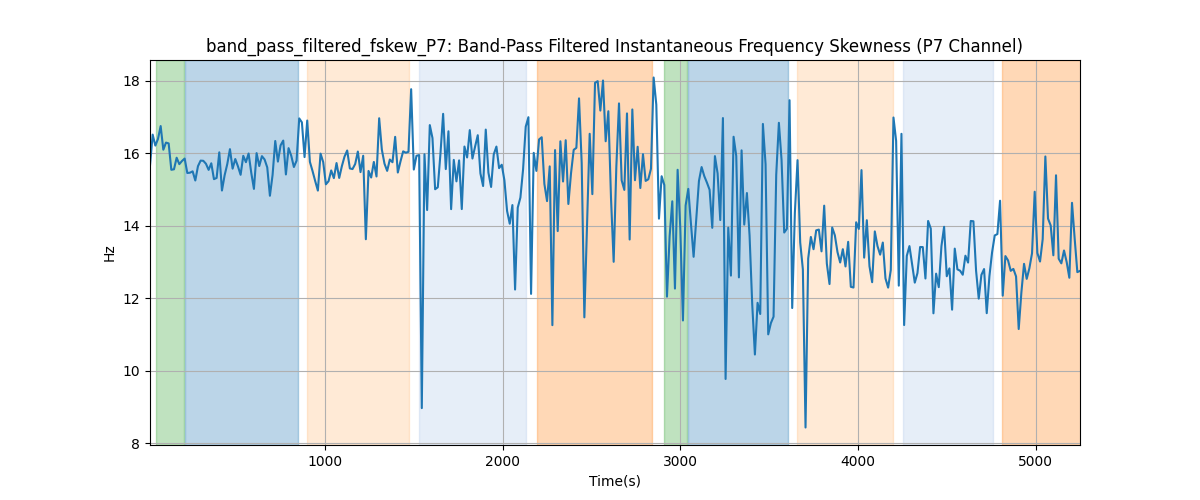 band_pass_filtered_fskew_P7: Band-Pass Filtered Instantaneous Frequency Skewness (P7 Channel)
18
16
14
12
10
8
Hz
1000 2000 3000 4000 5000
Time(s)